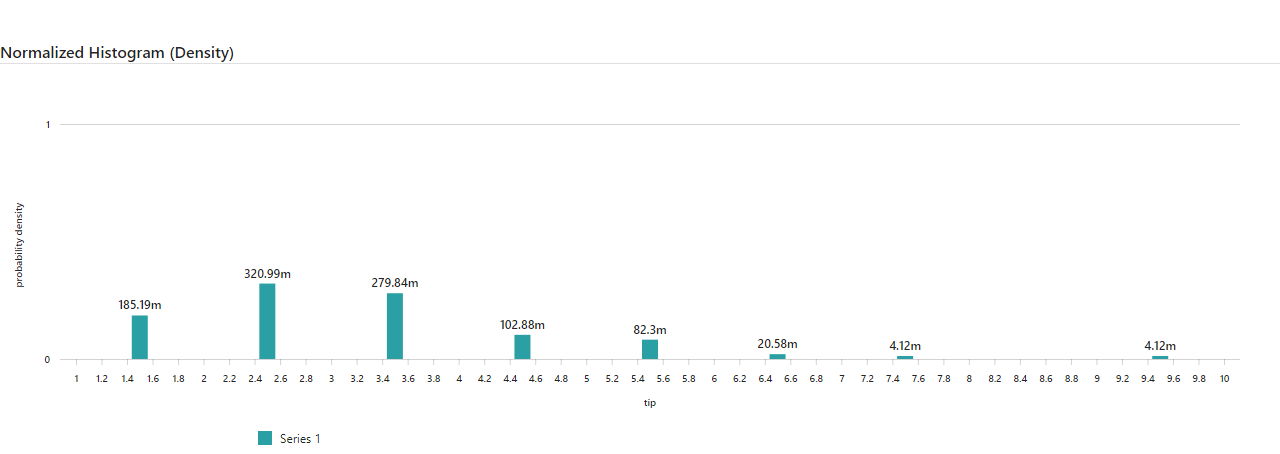 Normalized Histogram (Density)
1
probability density
320.99m
279.84m
185.19m
102.88m
82.3m
20.58m
4.12m
4.12m
0
1 1.2 1.4 1.6 1.8 2 2.2 2.4 2.6 2.8 3 3.2 3.4 3.6 3.8 4 4.2 4.4 4.6 4.8 5 5.2 5.4 5.6 5.8 6 6.2 6.4 6.6 6.8 7 7.2 7.4 7.6 7.8 8 8.2 8.4 8.6 8.8 9 9.2 9.4 9.6 9.8 10
tip
Series 1